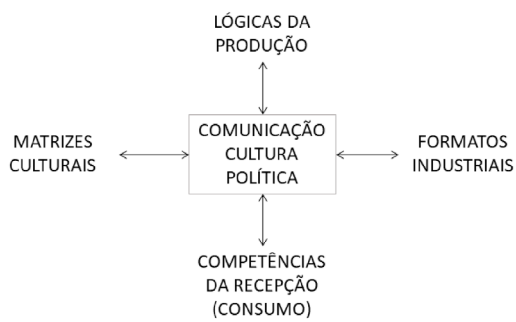 LÓGICAS DA
PRODUÇÃO
MATRIZES
CULTURAIS
COMUNICAÇÃO
CULTURA
POLÍTICA
FORMATOS
INDUSTRIAIS
COMPETÊNCIAS
DA RECEPÇÃO
(CONSUMO)